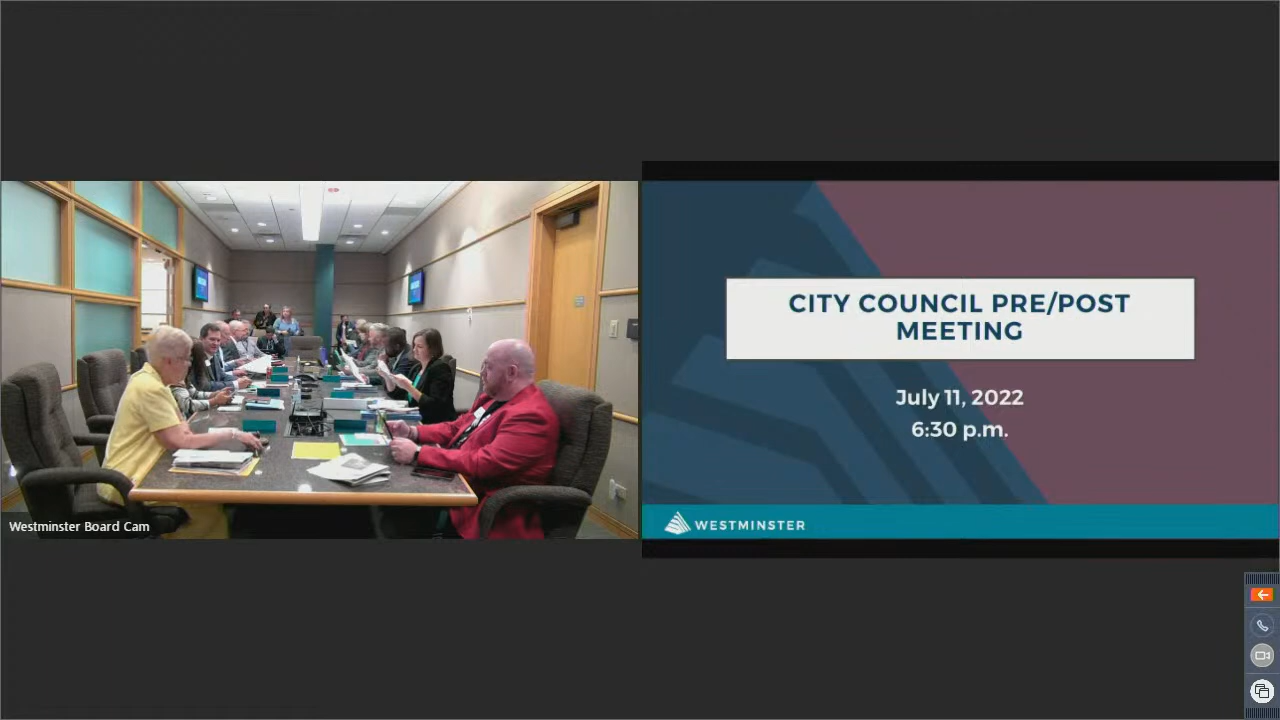 CITY COUNCIL PRE/POST
MEETING
July 11, 2022
6:30 p.m.
WESTMINSTER
Westminster Board Cam